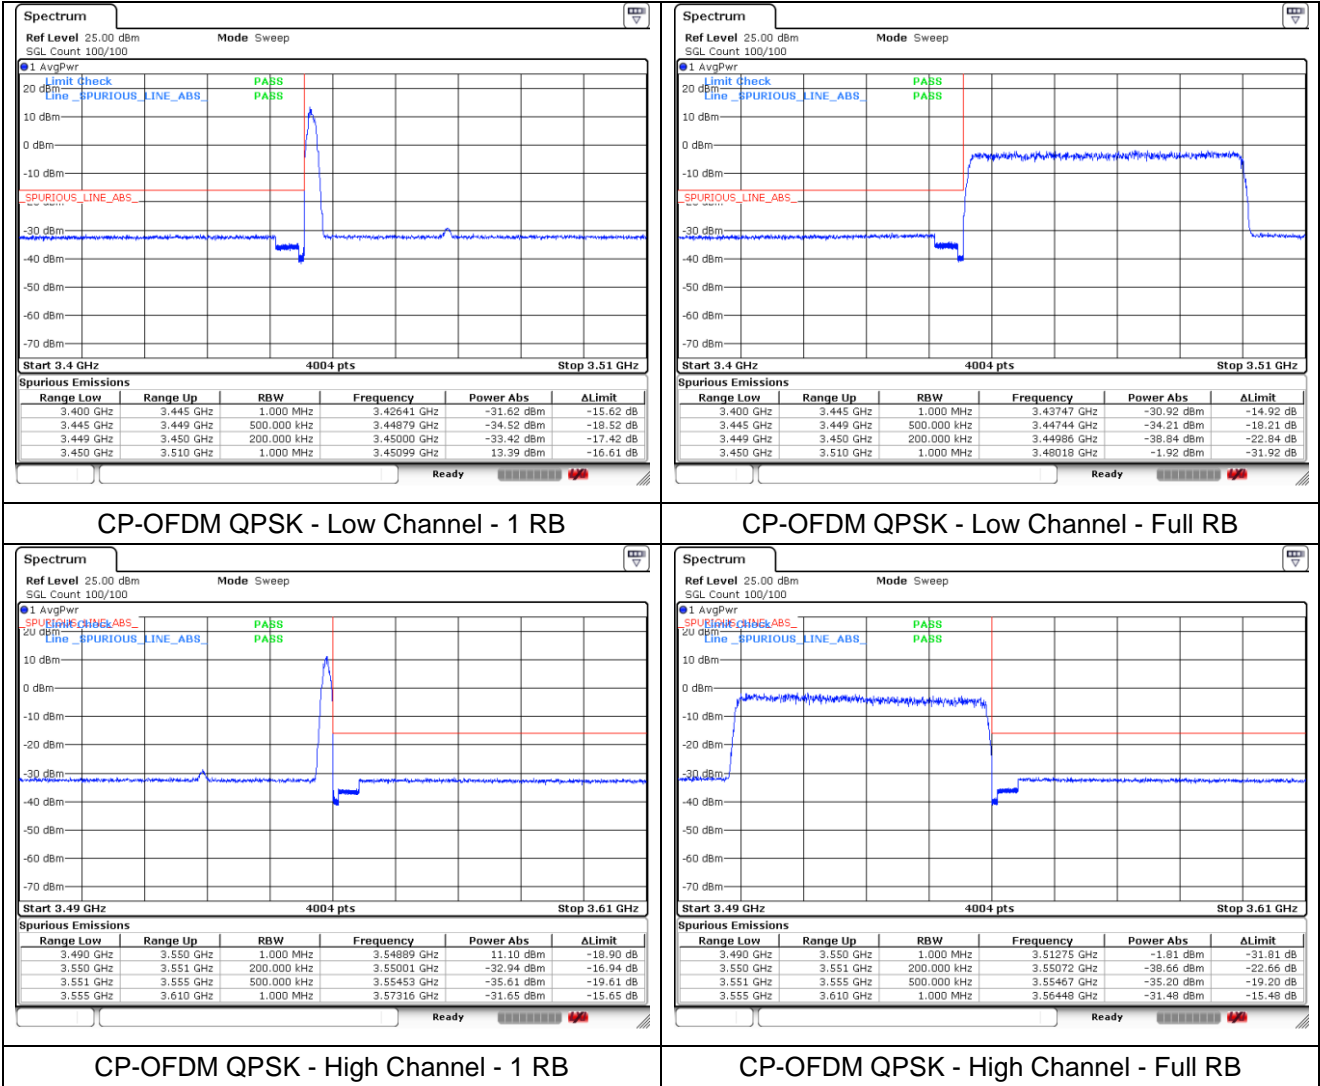 Spectrum
Ref Level 25.00 dBm Mode Sweep
SGL Count 100/100
1 AvgPwr
Limit Check PASS
20 dBm
Line _SPURIOUS_LINE_ABS_ PASS
10 dBm
0 dBm
-10 dBm
_SPURIOUS_LINE_ABS_
-20 dBm
-30 dBm
-40 dBm
-50 dBm
-60 dBm
-70 dBm
Start 3.4 GHz 4004 pts Stop 3.51 GHz
Spurious Emissions
Range Low Range Up RBW Frequency Power Abs ΔLimit
3.400 GHz 3.445 GHz 1.000 MHz 3.42641 GHz -31.62 dBm -15.62 dB
3.445 GHz 3.449 GHz 500.000 kHz 3.44879 GHz -34.52 dBm -18.52 dB
3.449 GHz 3.450 GHz 200.000 kHz 3.45000 GHz -33.42 dBm -17.42 dB
3.450 GHz 3.510 GHz 1.000 MHz 3.45099 GHz 13.39 dBm -16.61 dB
Ready
CP-OFDM QPSK - Low Channel - 1 RB
Spectrum
Ref Level 25.00 dBm Mode Sweep
SGL Count 100/100
1 AvgPwr
Limit Check PASS
20 dBm
Line _SPURIOUS_LINE_ABS_ PASS
10 dBm
0 dBm
-10 dBm
_SPURIOUS_LINE_ABS_
-20 dBm
-30 dBm
-40 dBm
-50 dBm
-60 dBm
-70 dBm
Start 3.4 GHz 4004 pts Stop 3.51 GHz
Spurious Emissions
Range Low Range Up RBW Frequency Power Abs ΔLimit
3.400 GHz 3.445 GHz 1.000 MHz 3.43747 GHz -30.92 dBm -14.92 dB
3.445 GHz 3.449 GHz 500.000 kHz 3.44744 GHz -34.21 dBm -18.21 dB
3.449 GHz 3.450 GHz 200.000 kHz 3.44986 GHz -38.84 dBm -22.84 dB
3.450 GHz 3.510 GHz 1.000 MHz 3.48018 GHz -1.92 dBm -31.92 dB
Ready
CP-OFDM QPSK - Low Channel - Full RB
Spectrum
Ref Level 25.00 dBm Mode Sweep
SGL Count 100/100
1 AvgPwr
_SPURIOUS_LINE_ABS_
Limit Check PASS
20 dBm
Line _SPURIOUS_LINE_ABS_ PASS
10 dBm
0 dBm
-10 dBm
-20 dBm
-30 dBm
-40 dBm
-50 dBm
-60 dBm
-70 dBm
Start 3.49 GHz 4004 pts Stop 3.61 GHz
Spurious Emissions
Range Low Range Up RBW Frequency Power Abs ΔLimit
3.490 GHz 3.550 GHz 1.000 MHz 3.54889 GHz 11.10 dBm -18.90 dB
3.550 GHz 3.551 GHz 200.000 kHz 3.55001 GHz -32.94 dBm -16.94 dB
3.551 GHz 3.555 GHz 500.000 kHz 3.55453 GHz -35.61 dBm -19.61 dB
3.555 GHz 3.610 GHz 1.000 MHz 3.57316 GHz -31.65 dBm -15.65 dB
Ready
CP-OFDM QPSK - High Channel - 1 RB
Spectrum
Ref Level 25.00 dBm Mode Sweep
SGL Count 100/100
1 AvgPwr
_SPURIOUS_LINE_ABS_
Limit Check PASS
20 dBm
Line _SPURIOUS_LINE_ABS_ PASS
10 dBm
0 dBm
-10 dBm
-20 dBm
-30 dBm
-40 dBm
-50 dBm
-60 dBm
-70 dBm
Start 3.49 GHz 4004 pts Stop 3.61 GHz
Spurious Emissions
Range Low Range Up RBW Frequency Power Abs ΔLimit
3.490 GHz 3.550 GHz 1.000 MHz 3.51275 GHz -1.81 dBm -31.81 dB
3.550 GHz 3.551 GHz 200.000 kHz 3.55072 GHz -38.66 dBm -22.66 dB
3.551 GHz 3.555 GHz 500.000 kHz 3.55467 GHz -35.20 dBm -19.20 dB
3.555 GHz 3.610 GHz 1.000 MHz 3.56448 GHz -31.48 dBm -15.48 dB
Ready
CP-OFDM QPSK - High Channel - Full RB